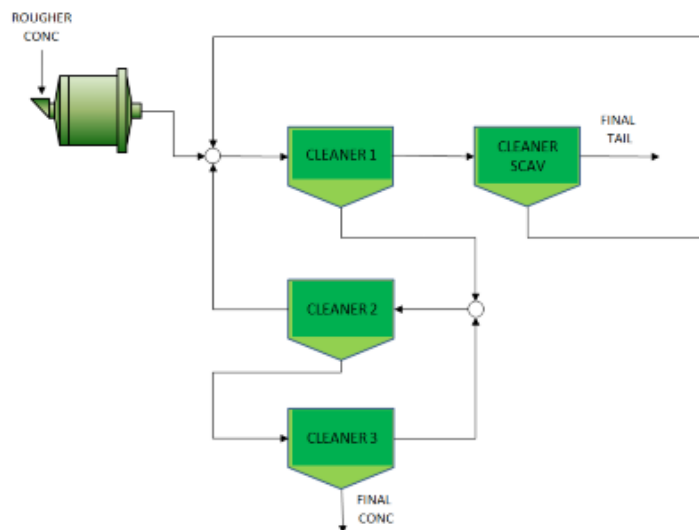 ROUGHER
CONC
CLEANER 1
CLEANER
SCAV
FINAL
TAIL
CLEANER 2
CLEANER 3
FINAL
CONC